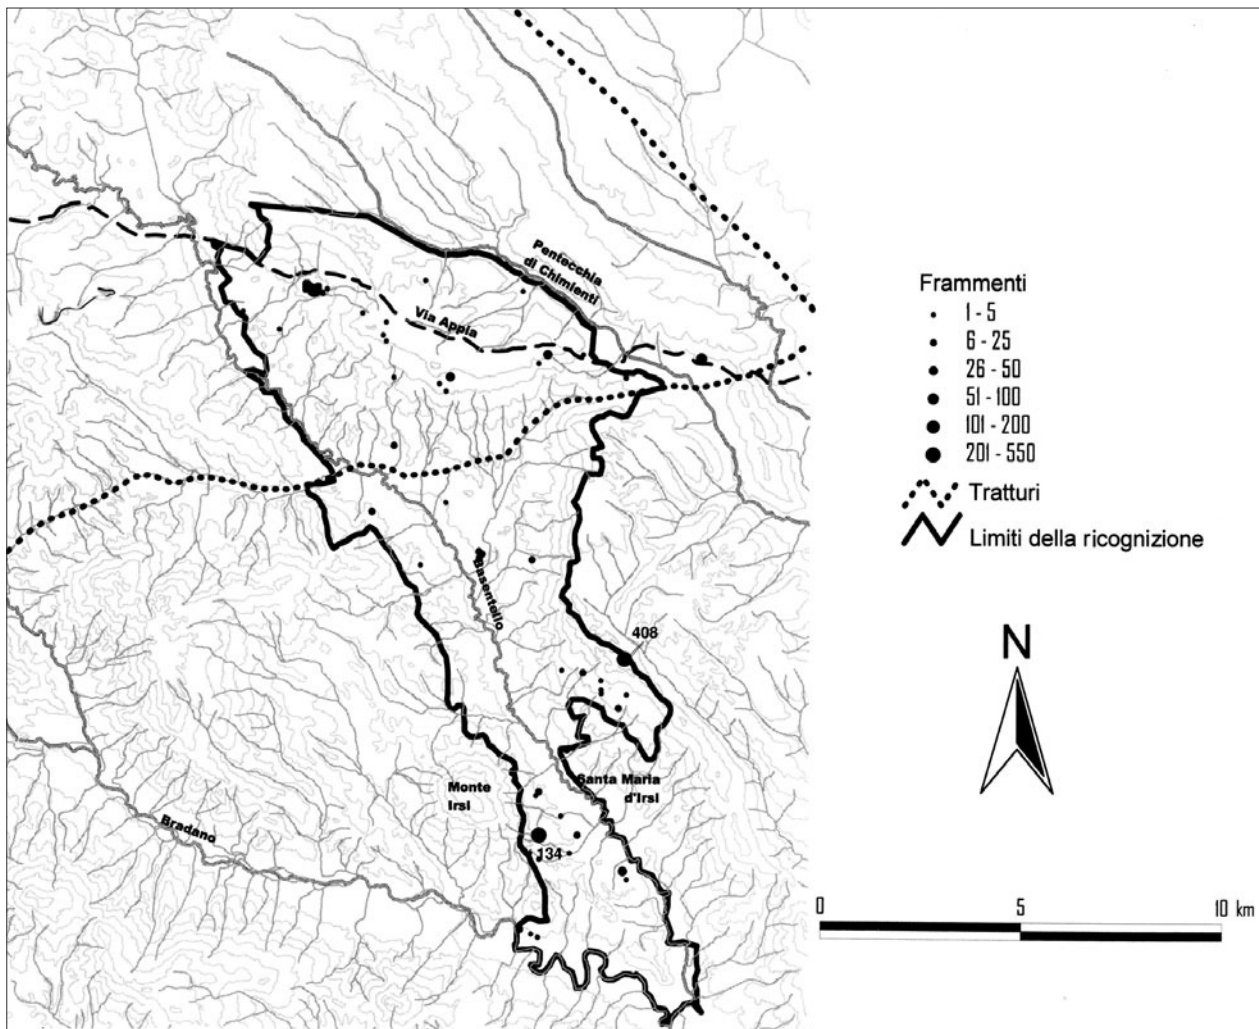 Pentecchia
di Chimienti
Via Appia
Basentello
408
Monte
Irsi
Santa Maria
d'Irsi
134
Bradano
Frammenti
1 - 5
6 - 25
26 - 50
51 - 100
101 - 200
201 - 550
Tratturi
Limiti della ricognizione
N
0 5 10 km